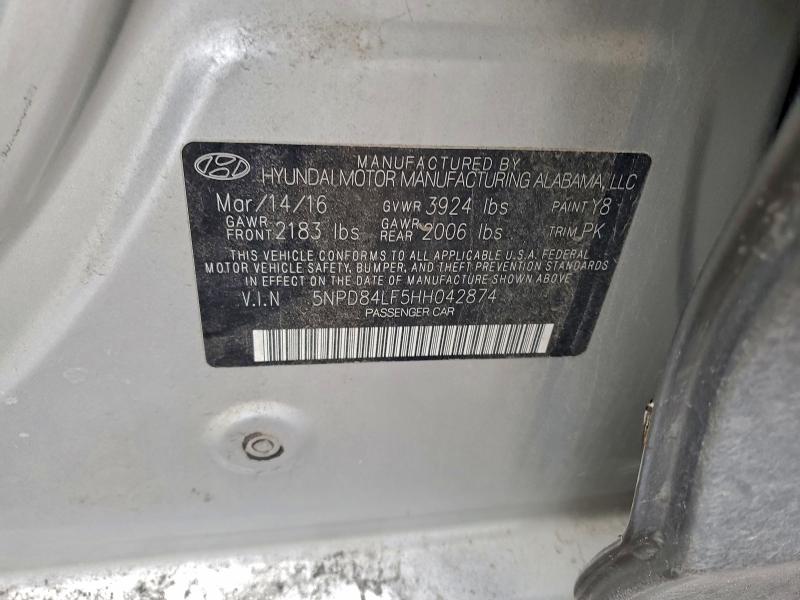 MANUFACTURED BY
HYUNDAI MOTOR MANUFACTURING ALABAMA, LLC
Mar/14/16 GVWR 3924 lbs PAINT Y8
GAWR FRONT 2183 lbs GAWR REAR 2006 lbs TRIM PK
THIS VEHICLE CONFORMS TO ALL APPLICABLE U.S.A. FEDERAL
MOTOR VEHICLE SAFETY, BUMPER, AND THEFT PREVENTION STANDARDS
IN EFFECT ON THE DATE OF MANUFACTURE SHOWN ABOVE
V.I.N 5NPD84LF5HH042874
PASSENGER CAR